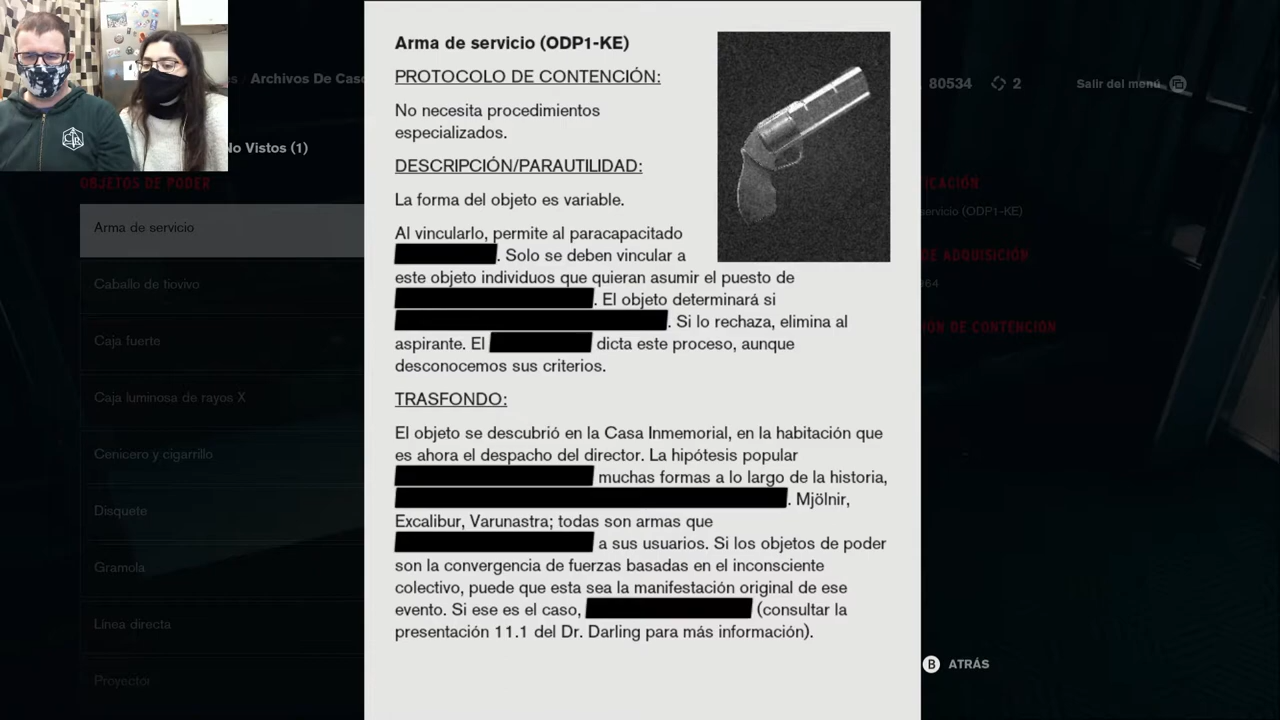 Archivos De Caso
80534
2
Salir del menú
No Vistos (1)
OBJETOS DE PODER
Arma de servicio
Caballo de tiovivo
Caja fuerte
Caja luminosa de rayos X
Cenicero y cigarrillo
Disquete
Gramola
Línea directa
Proyector
Arma de servicio (ODP1-KE)
PROTOCOLO DE CONTENCIÓN:
No necesita procedimientos
especializados.
DESCRIPCIÓN/PARAUTILIDAD:
La forma del objeto es variable.
Al vincularlo, permite al paracapacitado
. Solo se deben vincular a
este objeto individuos que quieran asumir el puesto de
. El objeto determinará si
. Si lo rechaza, elimina al
aspirante. El dicta este proceso, aunque
desconocemos sus criterios.
TRASFONDO:
El objeto se descubrió en la Casa Inmemorial, en la habitación que
es ahora el despacho del director. La hipótesis popular
muchas formas a lo largo de la historia,
. Mjölnir,
Excalibur, Varunastra; todas son armas que
a sus usuarios. Si los objetos de poder
son la convergencia de fuerzas basadas en el inconsciente
colectivo, puede que esta sea la manifestación original de ese
evento. Si ese es el caso, (consultar la
presentación 11.1 del Dr. Darling para más información).
(ODP1-KE)
DE ADQUISICIÓN
DE CONTENCIÓN
B ATRÁS